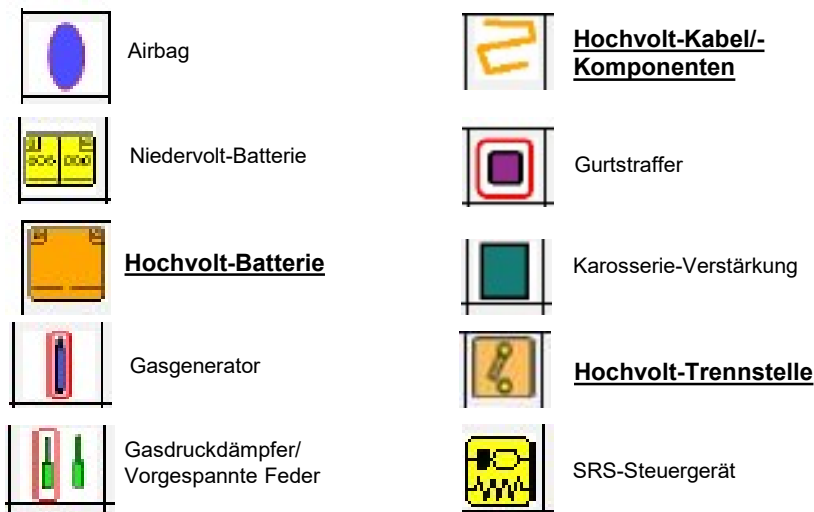 Airbag
Niedervolt-Batterie
Hochvolt-Batterie
Gasgenerator
Gasdruckdämpfer/
Vorgespannte Feder
Hochvolt-Kabel/-
Komponenten
Gurtstraffer
Karosserie-Verstärkung
Hochvolt-Trennstelle
SRS-Steuergerät